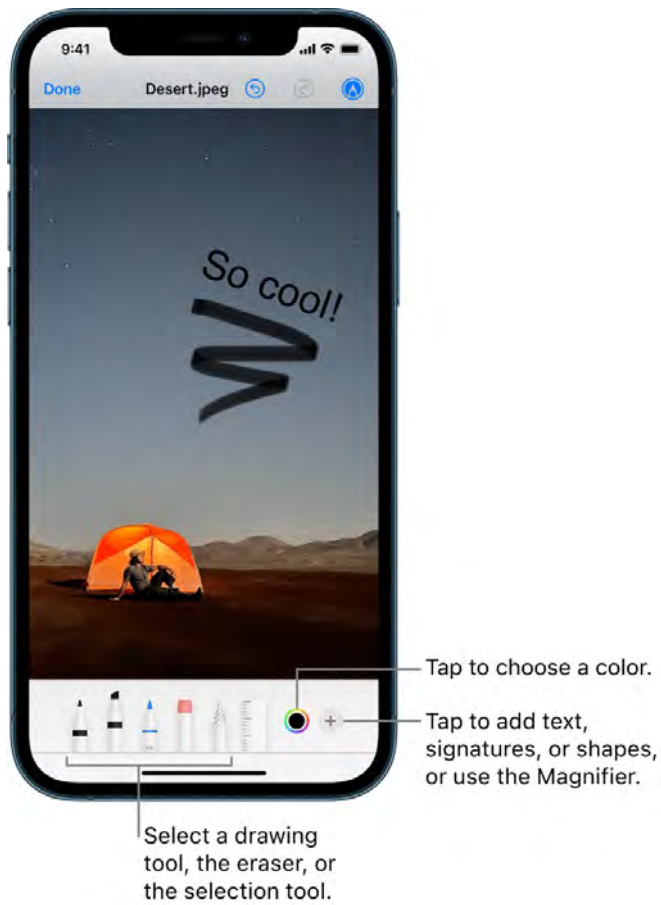 9:41
Done Desert.jpeg
So cool!
Tap to choose a color.
Tap to add text,
signatures, or shapes,
or use the Magnifier.
Select a drawing
tool, the eraser, or
the selection tool.